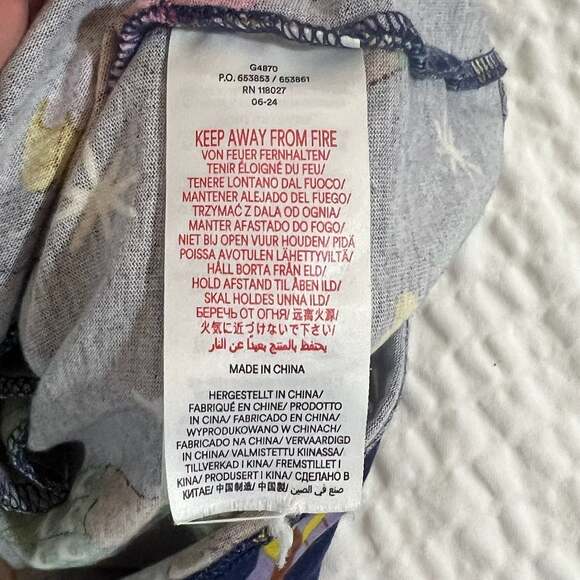 G4870
P.O. 653853 / 653861
RN 118027
06-24
KEEP AWAY FROM FIRE
VON FEUER FERNHALTEN/
TENIR ÉLOIGNÉ DU FEU/
TENERE LONTANO DAL FUOCO/
MANTENER ALEJADO DEL FUEGO/
TRZYMAĆ Z DALA OD OGNIA/
MANTER AFASTADO DO FOGO/
NIET BIJ OPEN VUUR HOUDEN/ PIDÄ
POISSA AVOTULEN LÄHETTYVILTÄ/
HÅLL BORTA FRÅN ELD/
HOLD AFSTAND TIL ÅBEN ILD/
SKAL HOLDES UNNA ILD/
БЕРЕЧЬ ОТ ОГНЯ/ 远离火源/
火気に近づけないで下さい/
يحتفظ بالمنتج بعيدًا عن النار
MADE IN CHINA
HERGESTELLT IN CHINA/
FABRIQUÉ EN CHINE/ PRODOTTO
IN CINA/ FABRICADO EN CHINA/
WYPRODUKOWANO W CHINACH/
FABRICADO NA CHINA/ VERVAARDIGD
IN CHINA/ VALMISTETTU KIINASSA/
TILLVERKAD I KINA/ FREMSTILLET I
KINA/ PRODUSERT I KINA/ СДЕЛАНО В
КИТАЕ/ 中国制造/ 中国製/ صنع في الصين